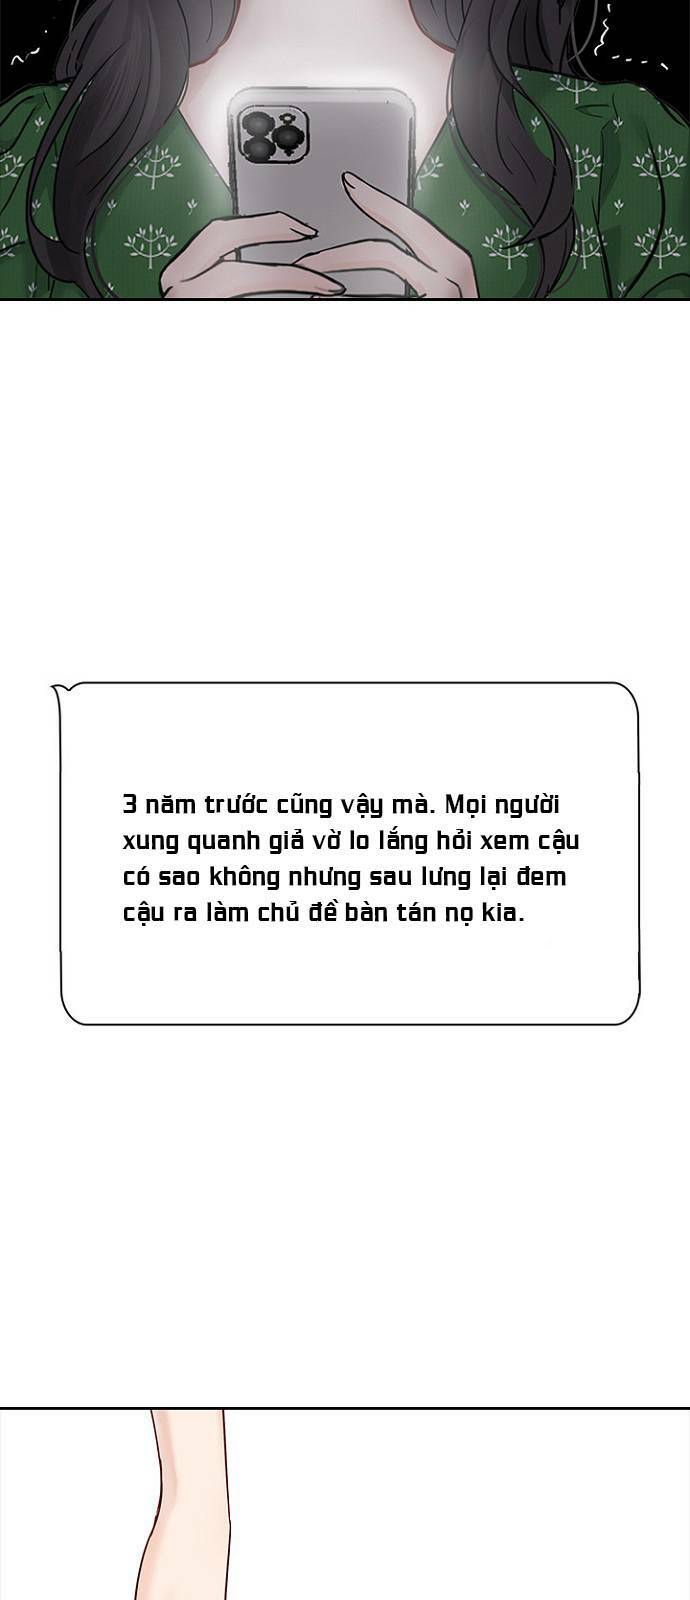 3 năm trước cũng vậy mà. Mọi người
xung quanh giả vờ lo lắng hỏi xem cậu
có sao không nhưng sau lưng lại đem
cậu ra làm chủ đề bàn tán nọ kia.